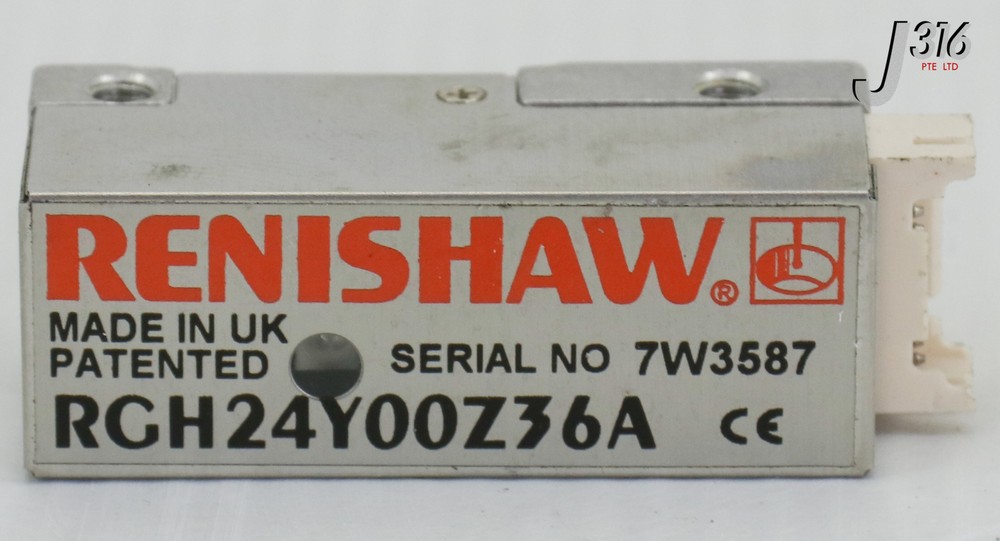 J316
PTE LTD
RENISHAW®
MADE IN UK
PATENTED
SERIAL NO 7W3587
RGH24Y00Z36A CE